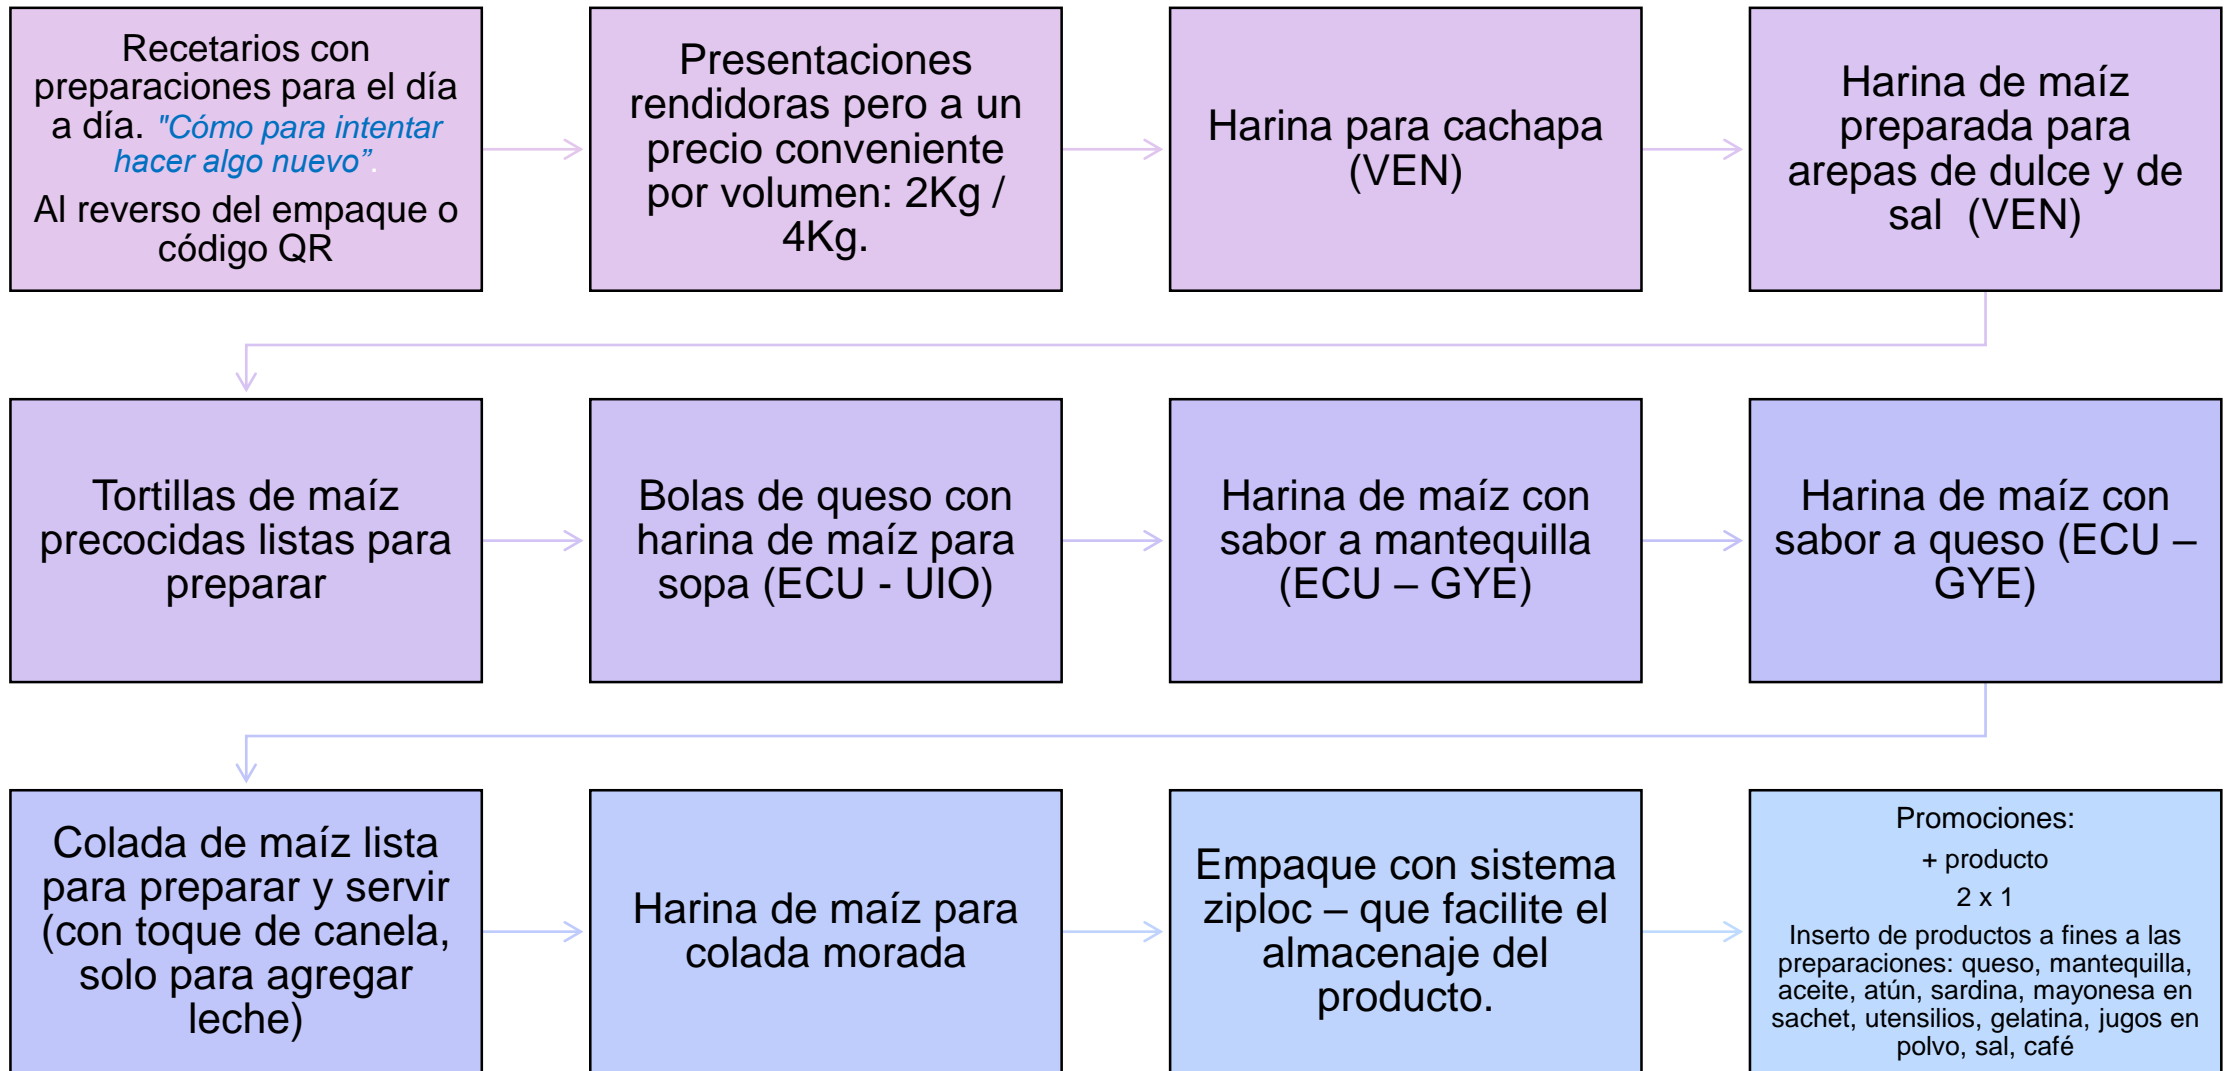 Recetarios con
preparaciones para el día
a día. "Cómo para intentar
hacer algo nuevo”.
Al reverso del empaque o
código QR
Presentaciones
rendidoras pero a un
precio conveniente
por volumen: 2Kg /
4Kg.
Harina para cachapa
(VEN)
Harina de maíz
preparada para
arepas de dulce y de
sal (VEN)
Tortillas de maíz
precocidas listas para
preparar
Bolas de queso con
harina de maíz para
sopa (ECU - UIO)
Harina de maíz con
sabor a mantequilla
(ECU – GYE)
Harina de maíz con
sabor a queso (ECU –
GYE)
Colada de maíz lista
para preparar y servir
(con toque de canela,
solo para agregar
leche)
Harina de maíz para
colada morada
Empaque con sistema
ziploc – que facilite el
almacenaje del
producto.
Promociones:
+ producto
2 x 1
Inserto de productos a fines a las
preparaciones: queso, mantequilla,
aceite, atún, sardina, mayonesa en
sachet, utensilios, gelatina, jugos en
polvo, sal, café